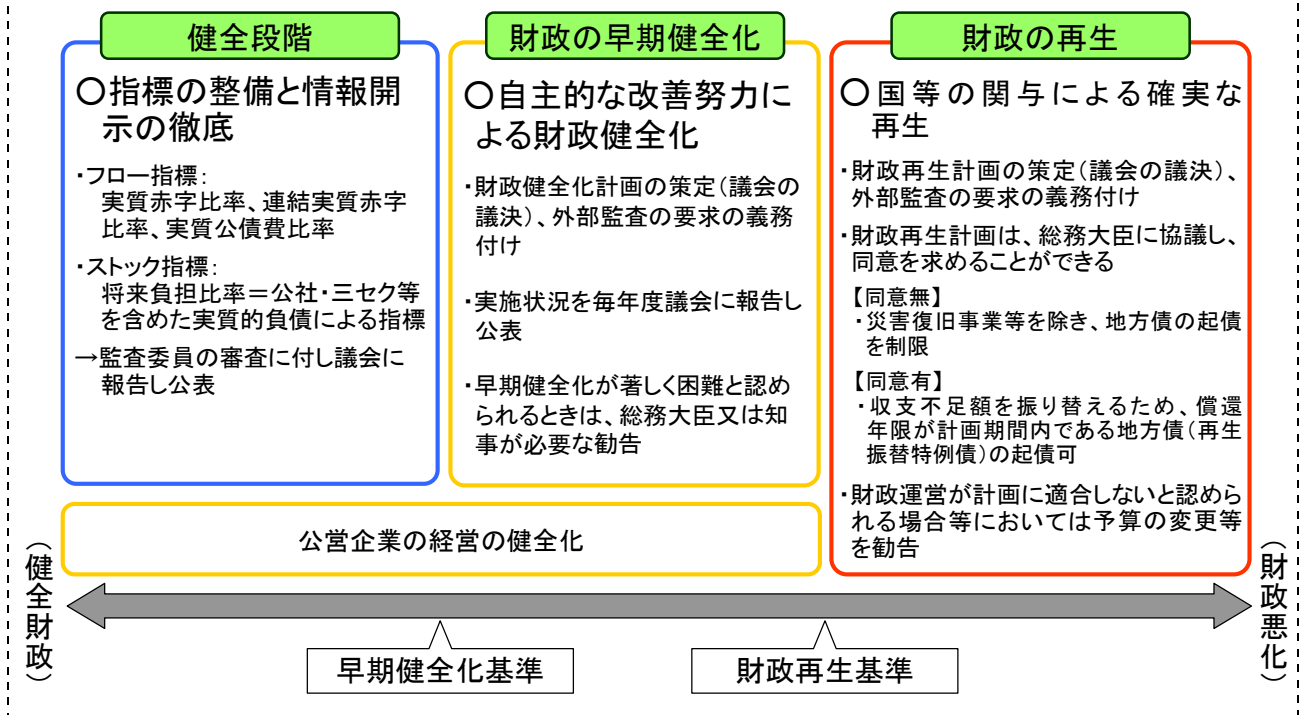 健全段階
〇指標の整備と情報開
示の徹底
・フロー指標:
実質赤字比率、連結実質赤字
比率、実質公債費比率
・ストック指標:
将来負担比率＝公社・三セク等
を含めた実質的負債による指標
→監査委員の審査に付し議会に
報告し公表
財政の早期健全化
〇自主的な改善努力に
よる財政健全化
・財政健全化計画の策定(議会の
議決)、外部監査の要求の義務
付け
・実施状況を毎年度議会に報告し
公表
・早期健全化が著しく困難と認め
られるときは、総務大臣又は知
事が必要な勧告
財政の再生
〇国等の関与による確実な
再生
・財政再生計画の策定(議会の議決)、
外部監査の要求の義務付け
・財政再生計画は、総務大臣に協議し、
同意を求めることができる
【同意無】
・災害復旧事業等を除き、地方債の起債
を制限
【同意有】
・収支不足額を振り替えるため、償還
年限が計画期間内である地方債(再生
振替特例債)の起債可
・財政運営が計画に適合しないと認めら
れる場合等においては予算の変更等
を勧告
公営企業の経営の健全化
(健全財政)
(財政悪化)
早期健全化基準
財政再生基準